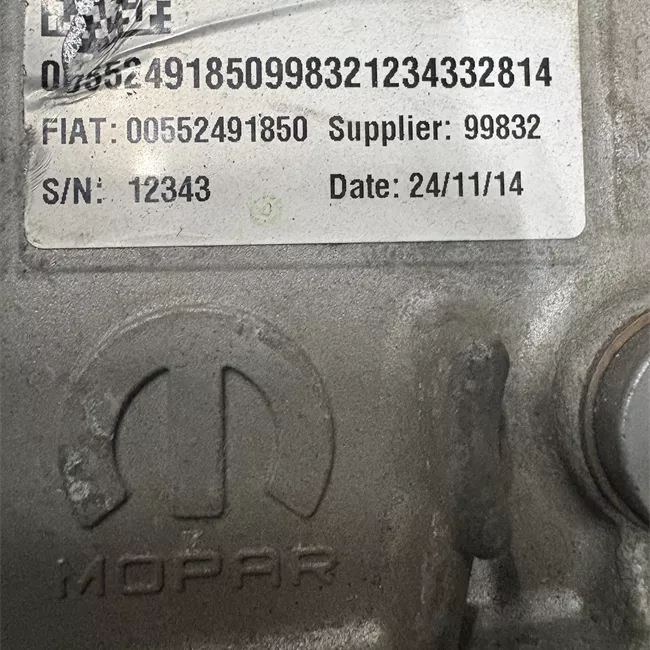 00552491850998321234332814
FIAT: 00552491850 Supplier: 99832
S/N: 12343 Date: 24/11/14
MOPAR